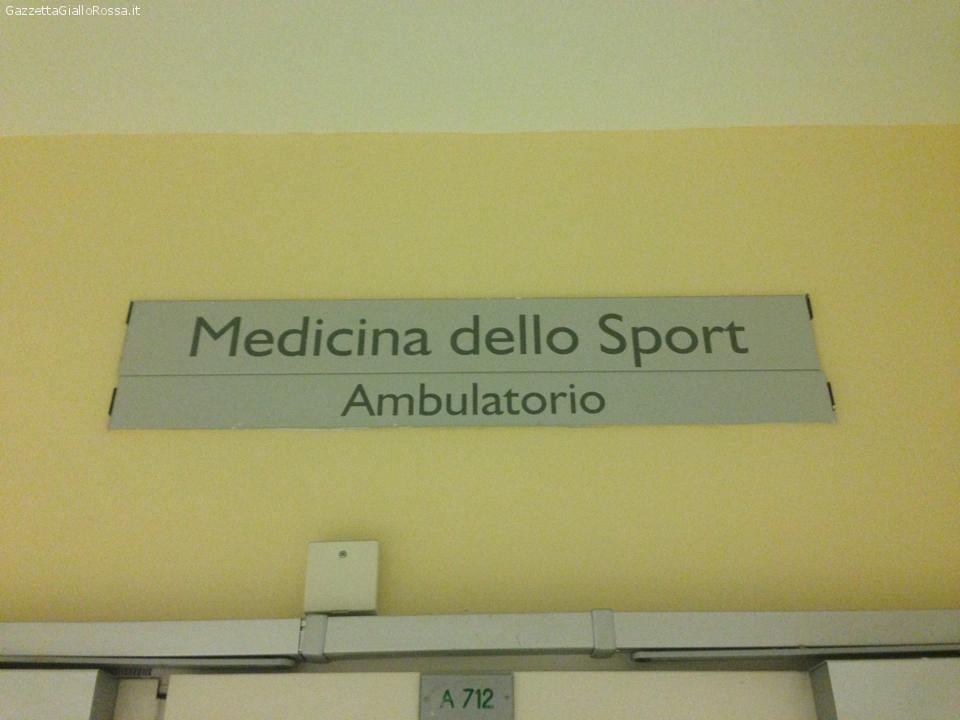 GazzettaGialloRossa.it
Medicina dello Sport
Ambulatorio
A 712